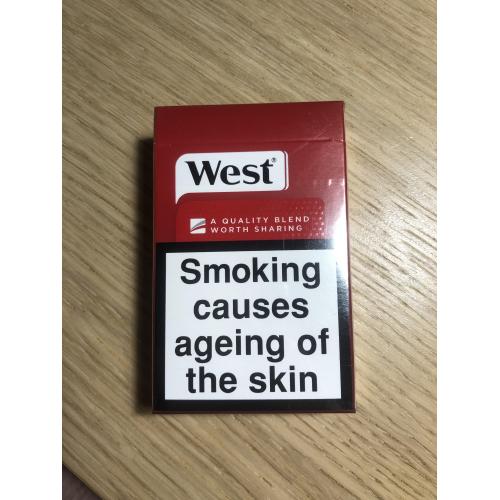 West®
A QUALITY BLEND
WORTH SHARING
Smoking
causes
ageing of
the skin